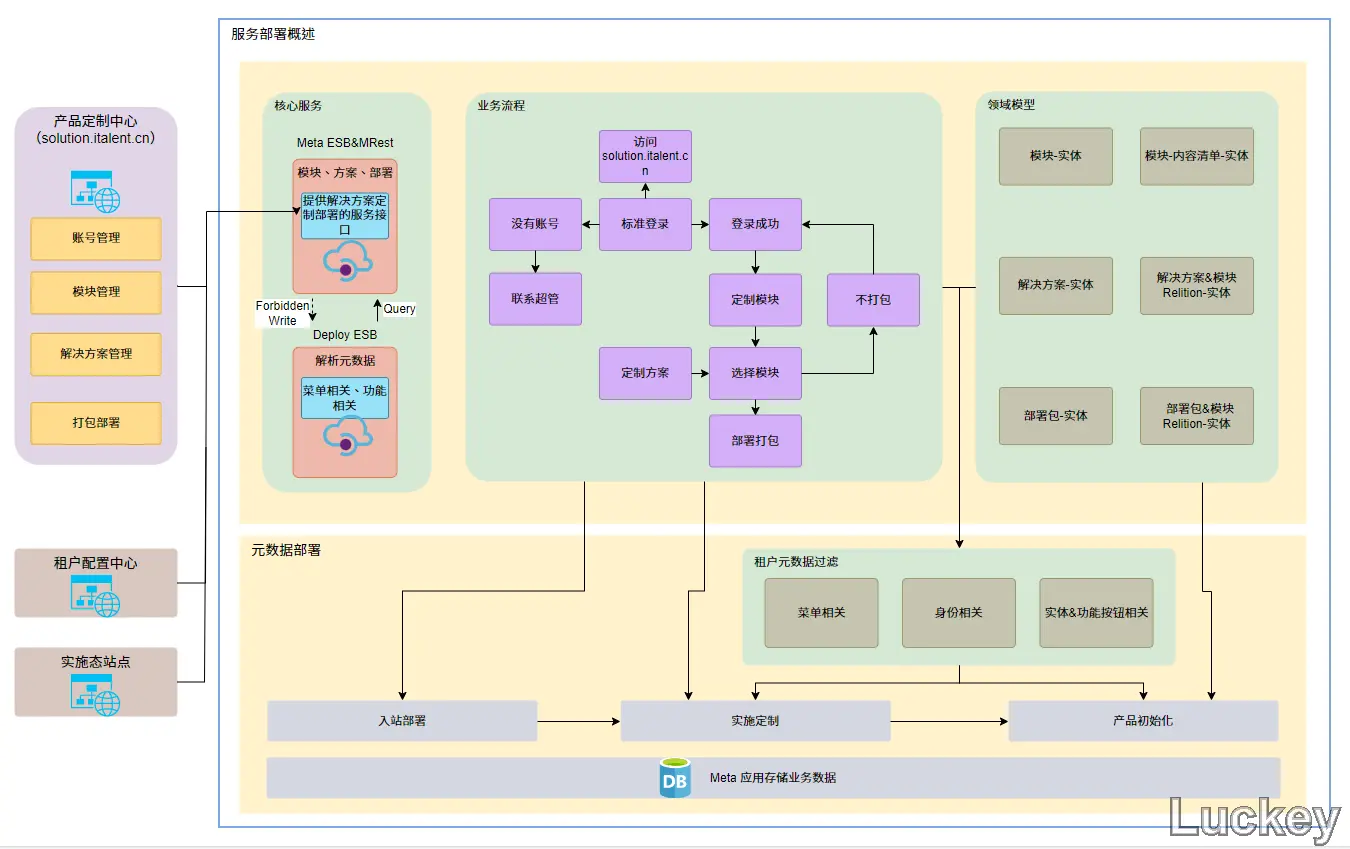 服务部署概述
产品定制中心
（solution.italent.cn）
账号管理
模块管理
解决方案管理
打包部署
租户配置中心
实施态站点
核心服务
Meta ESB&MRest
模块、方案、部署
提供解决方案定
制部署的服务接
口
Forbidden
Write
Query
Deploy ESB
解析元数据
菜单相关、功能
相关
业务流程
访问
solution.italent.c
n
没有账号
标准登录
登录成功
联系超管
定制模块
不打包
定制方案
选择模块
部署打包
领域模型
模块-实体
模块-内容清单-实体
解决方案-实体
解决方案&模块
Relition-实体
部署包-实体
部署包&模块
Relition-实体
元数据部署
租户元数据过滤
菜单相关
身份相关
实体&功能按钮相关
入站部署
实施定制
产品初始化
DB
Meta 应用存储业务数据
Luckey